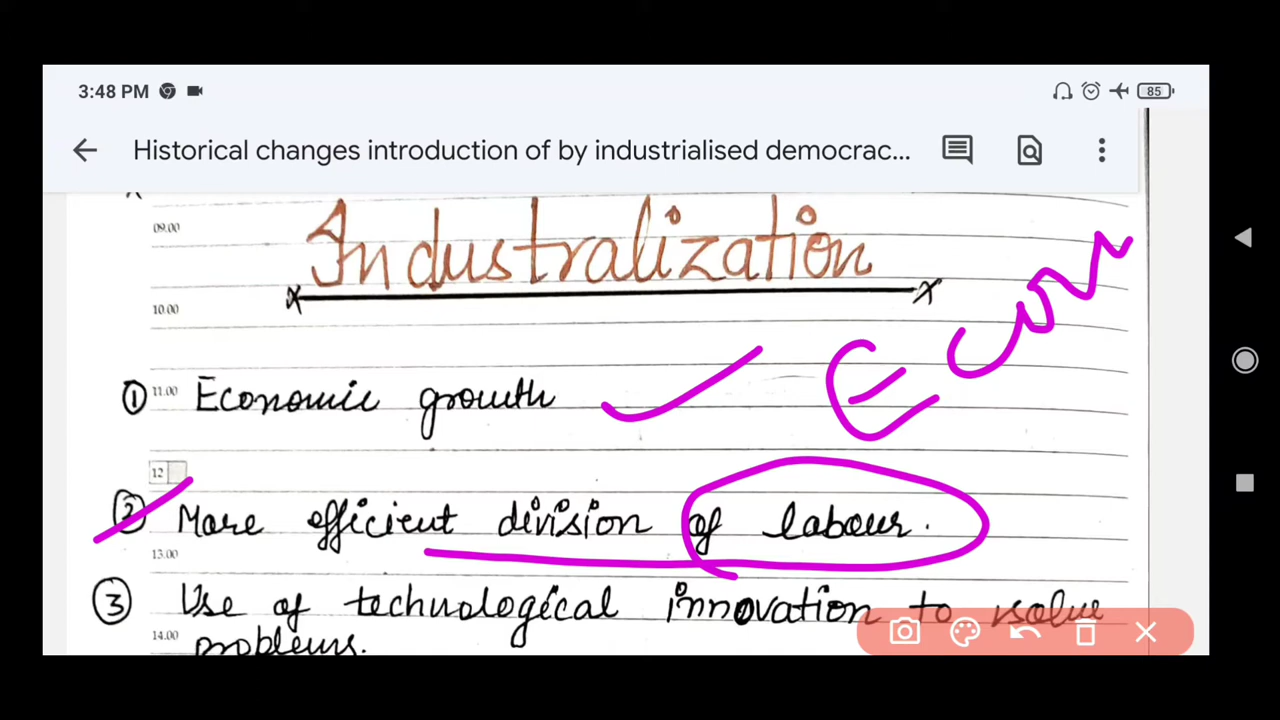 3:48 PM
85
Historical changes introduction of by industrialised democrac...
09.00
Industralization
10.00
Econ
11.00
① Economic growth
12
② More efficient division of labour.
13.00
③ Use of technological innovation to solve
14.00
problems.